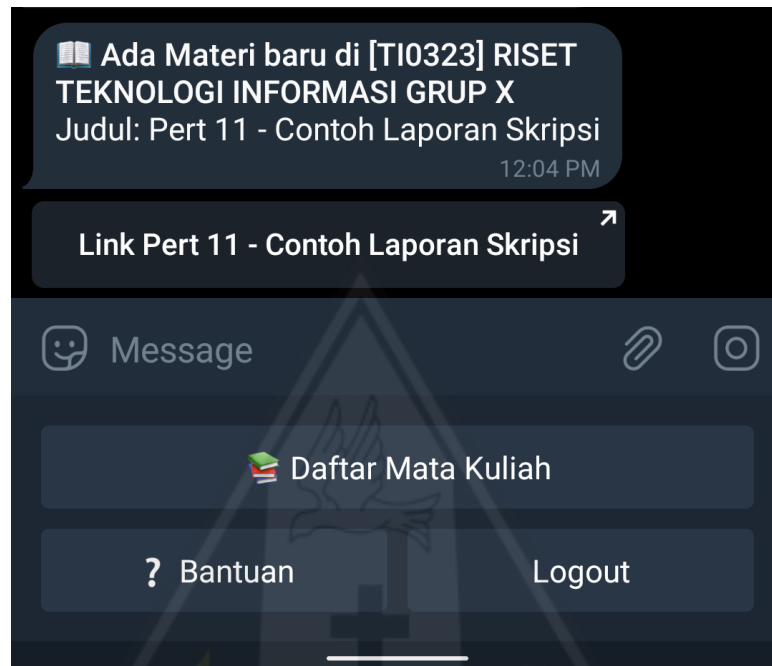 📖 Ada Materi baru di [TI0323] RISET
TEKNOLOGI INFORMASI GRUP X
Judul: Pert 11 - Contoh Laporan Skripsi
12:04 PM
Link Pert 11 - Contoh Laporan Skripsi
Message
📚 Daftar Mata Kuliah
❔ Bantuan
Logout